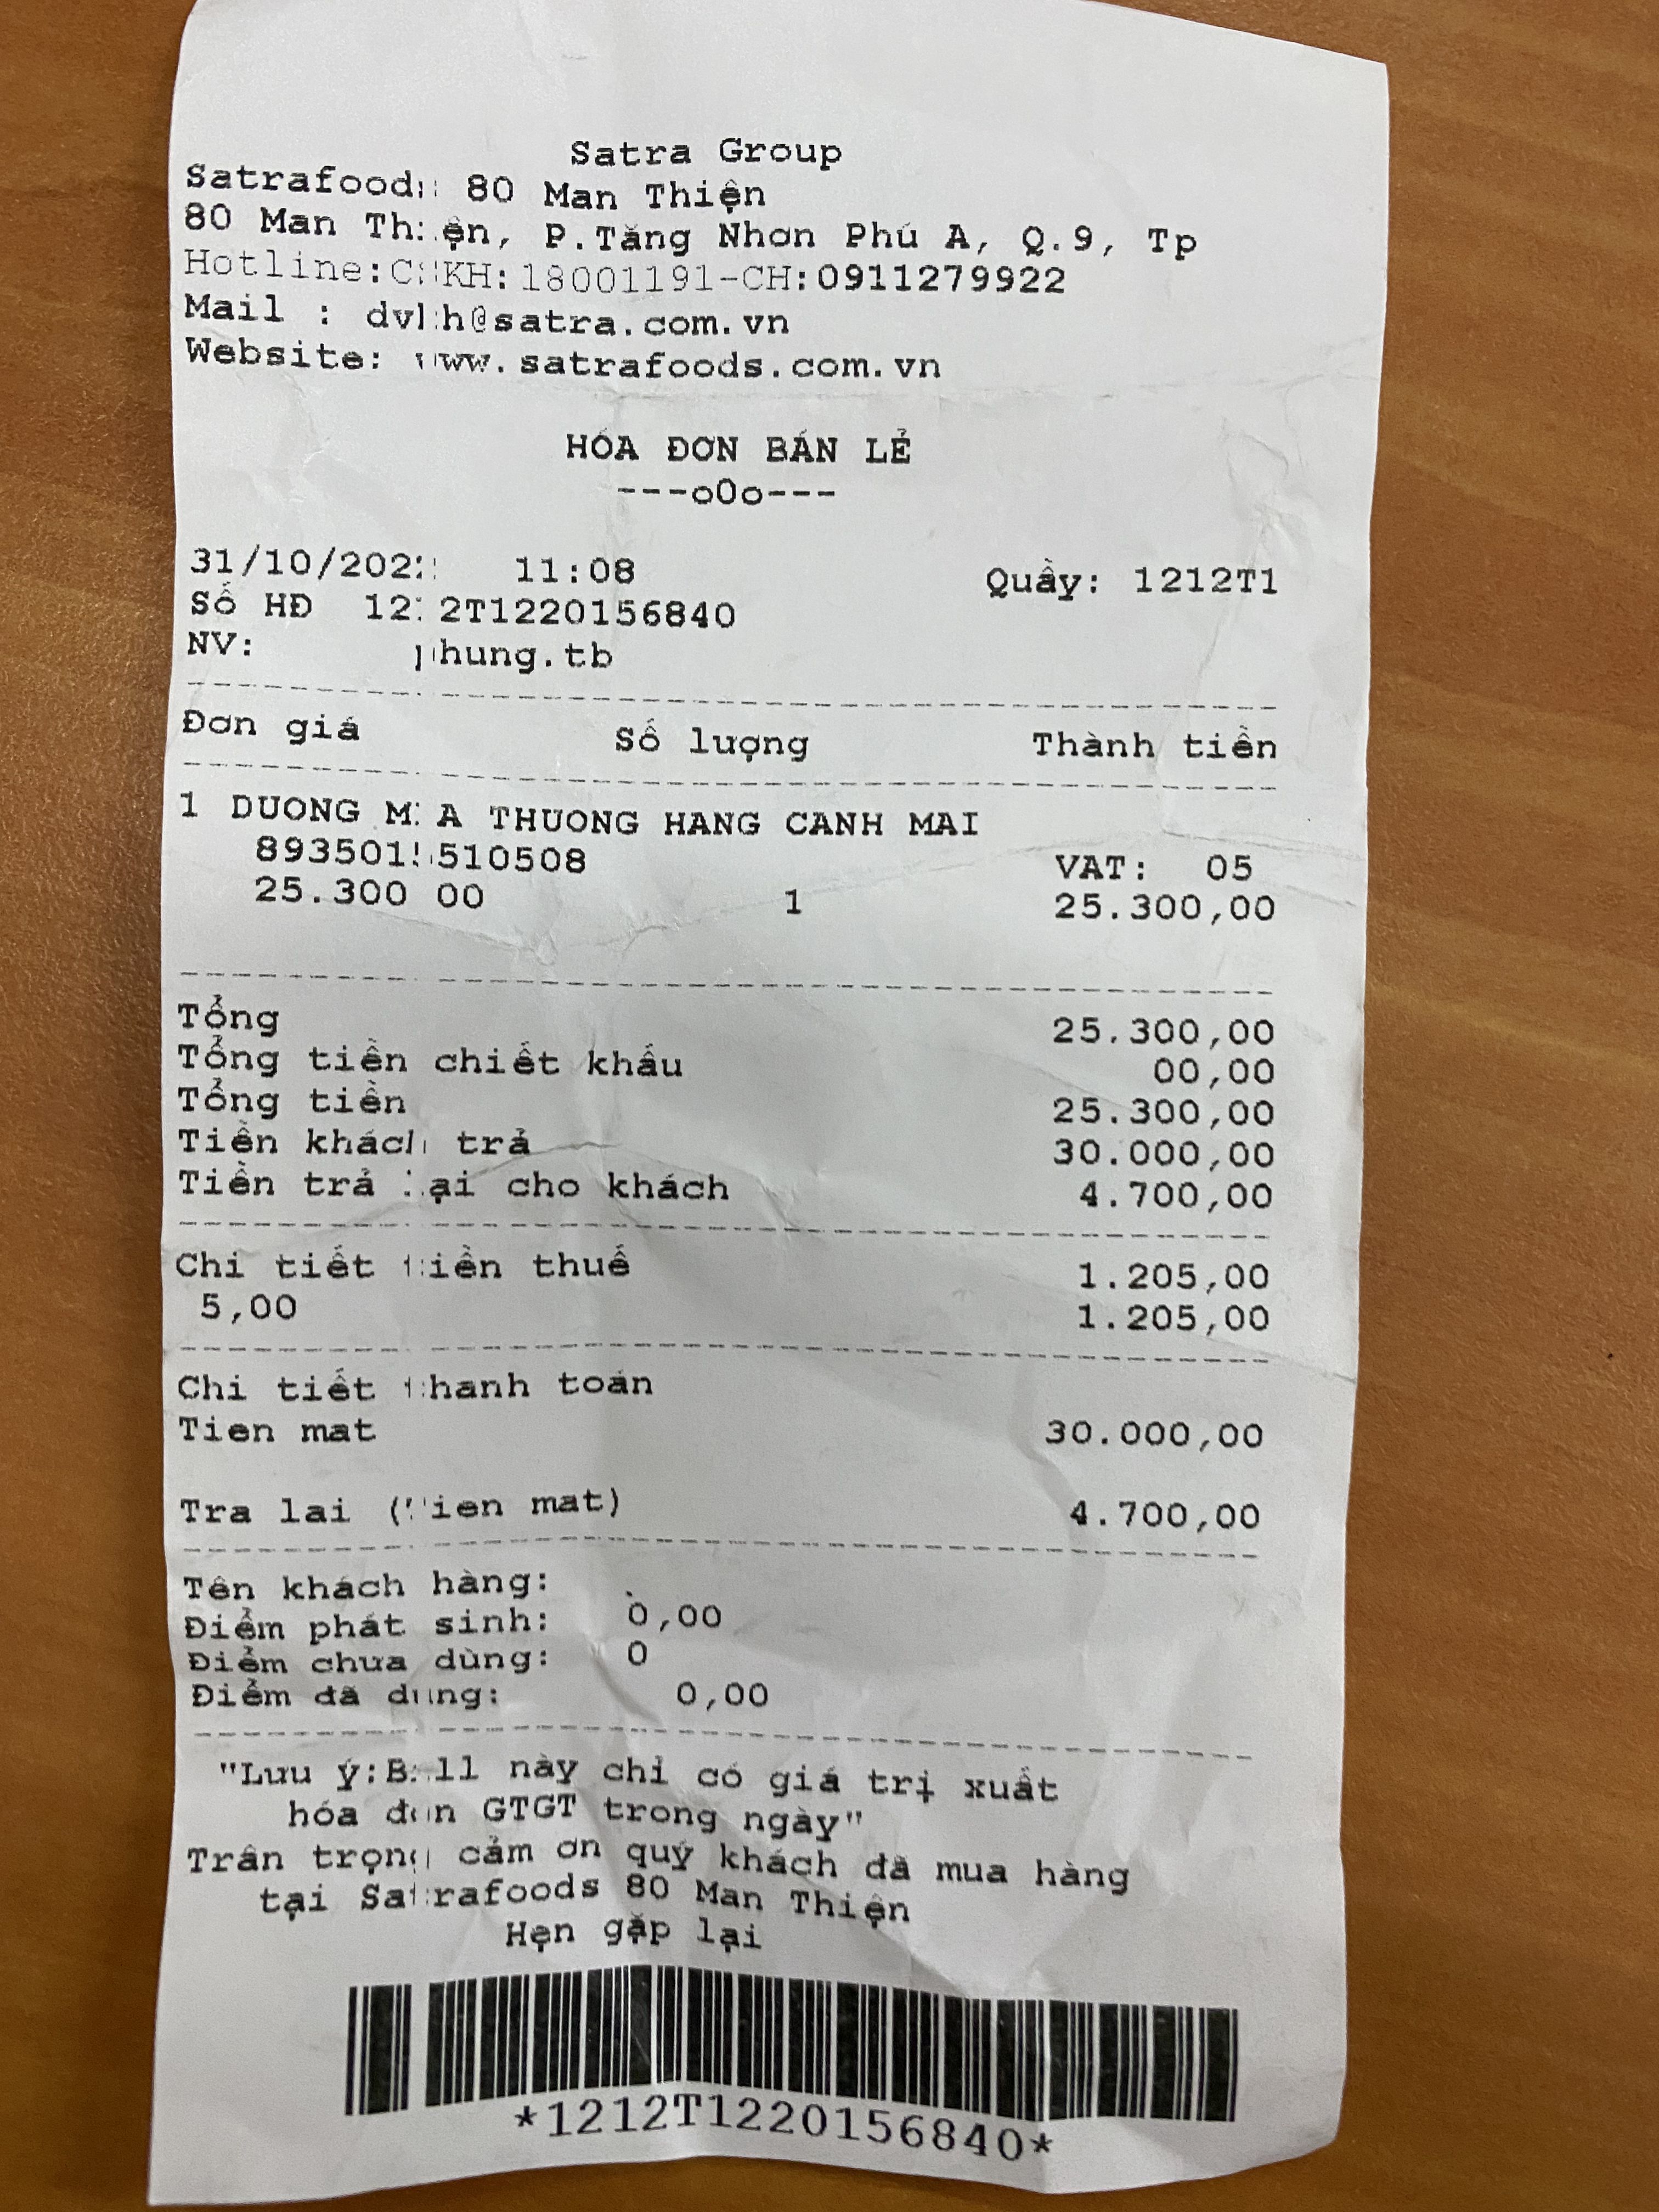 Satra Group
Satrafoods 80 Man Thiện
80 Man Thiện, P.Tăng Nhơn Phú A, Q.9, Tp
Hotline:CSKH:18001191-CH:0911279922
Mail : dvkh@satra.com.vn
Website: www.satrafoods.com.vn
HÓA ĐƠN BÁN LẺ
---oOo---
31/10/2022 11:08 Quầy: 1212T1
Số HĐ 1212T1220156840
NV: phung.tb
Đơn giá Số lượng Thành tiền
1 DUONG MIA THUONG HANG CANH MAI
VAT: 05
25.300,00 1 25.300,00
Tổng 25.300,00
Tổng tiền chiết khấu 00,00
Tổng tiền 25.300,00
Tiền khách trả 30.000,00
Tiền trả lại cho khách 4.700,00
Chi tiết tiền thuế 1.205,00
5,00 1.205,00
Chi tiết thanh toán
Tien mat 30.000,00
Tra lai (Tien mat) 4.700,00
Tên khách hàng:
Điểm phát sinh: 0,00
Điểm chưa dùng: 0
Điểm đã dùng: 0,00
"Lưu ý:Bill này chỉ có giá trị xuất
hóa đơn GTGT trong ngày"
Trân trọng cảm ơn quý khách đã mua hàng
tại Satrafoods 80 Man Thiện
Hẹn gặp lại
*1212T1220156840*